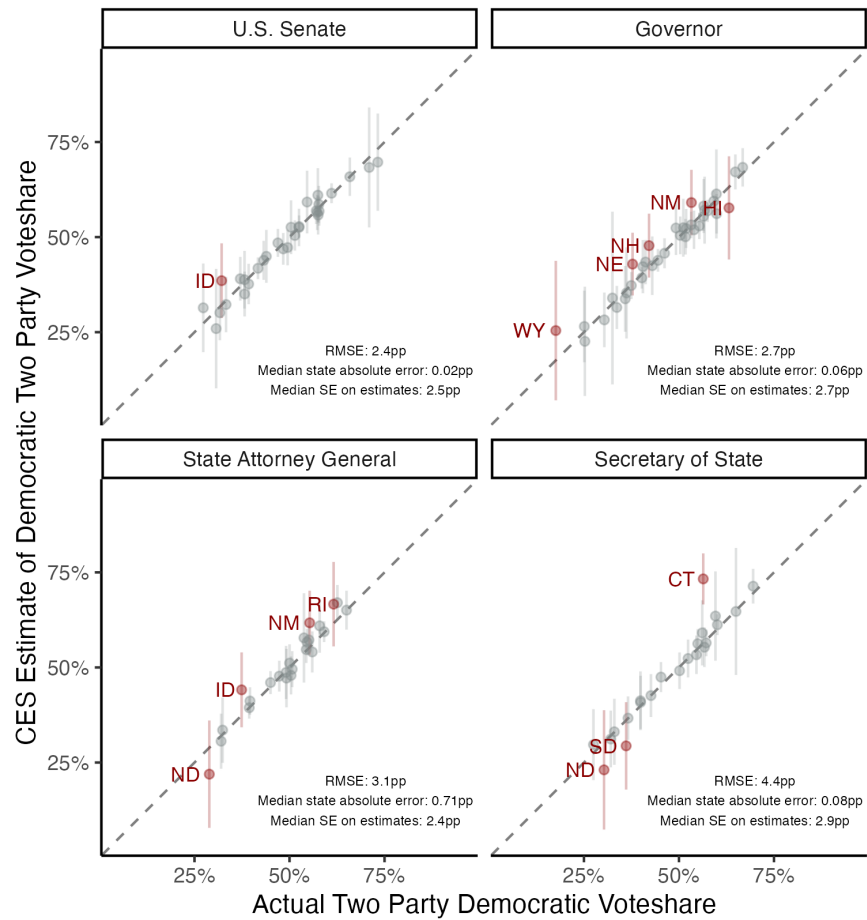 U.S. Senate
Governor
CES Estimate of Democratic Two Party Voteshare
75%
50%
25%
ID
RMSE: 2.4pp
Median state absolute error: 0.02pp
Median SE on estimates: 2.5pp
NM
HI
NH
NE
WY
RMSE: 2.7pp
Median state absolute error: 0.06pp
Median SE on estimates: 2.7pp
State Attorney General
Secretary of State
75%
50%
25%
RI
NM
ID
ND
RMSE: 3.1pp
Median state absolute error: 0.71pp
Median SE on estimates: 2.4pp
CT
SD
ND
RMSE: 4.4pp
Median state absolute error: 0.08pp
Median SE on estimates: 2.9pp
25%
50%
75%
25%
50%
75%
Actual Two Party Democratic Voteshare